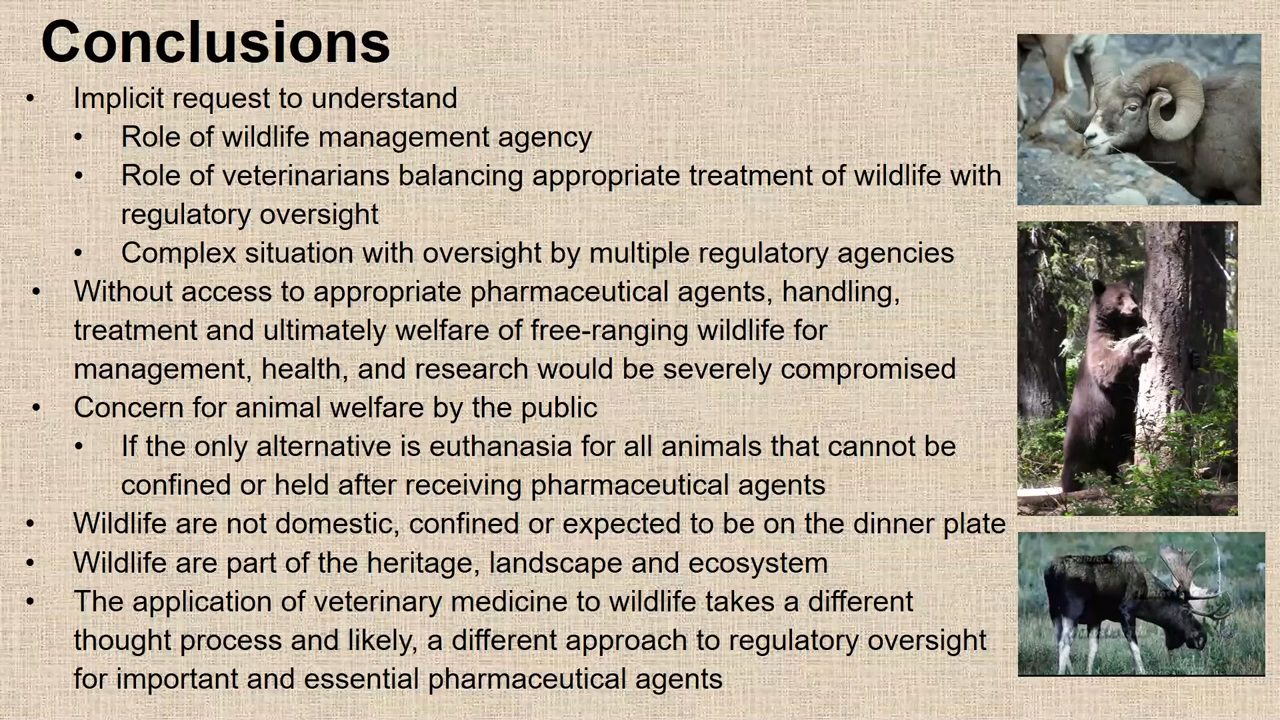 Conclusions
• Implicit request to understand
• Role of wildlife management agency
• Role of veterinarians balancing appropriate treatment of wildlife with
regulatory oversight
• Complex situation with oversight by multiple regulatory agencies
• Without access to appropriate pharmaceutical agents, handling,
treatment and ultimately welfare of free-ranging wildlife for
management, health, and research would be severely compromised
• Concern for animal welfare by the public
• If the only alternative is euthanasia for all animals that cannot be
confined or held after receiving pharmaceutical agents
• Wildlife are not domestic, confined or expected to be on the dinner plate
• Wildlife are part of the heritage, landscape and ecosystem
• The application of veterinary medicine to wildlife takes a different
thought process and likely, a different approach to regulatory oversight
for important and essential pharmaceutical agents